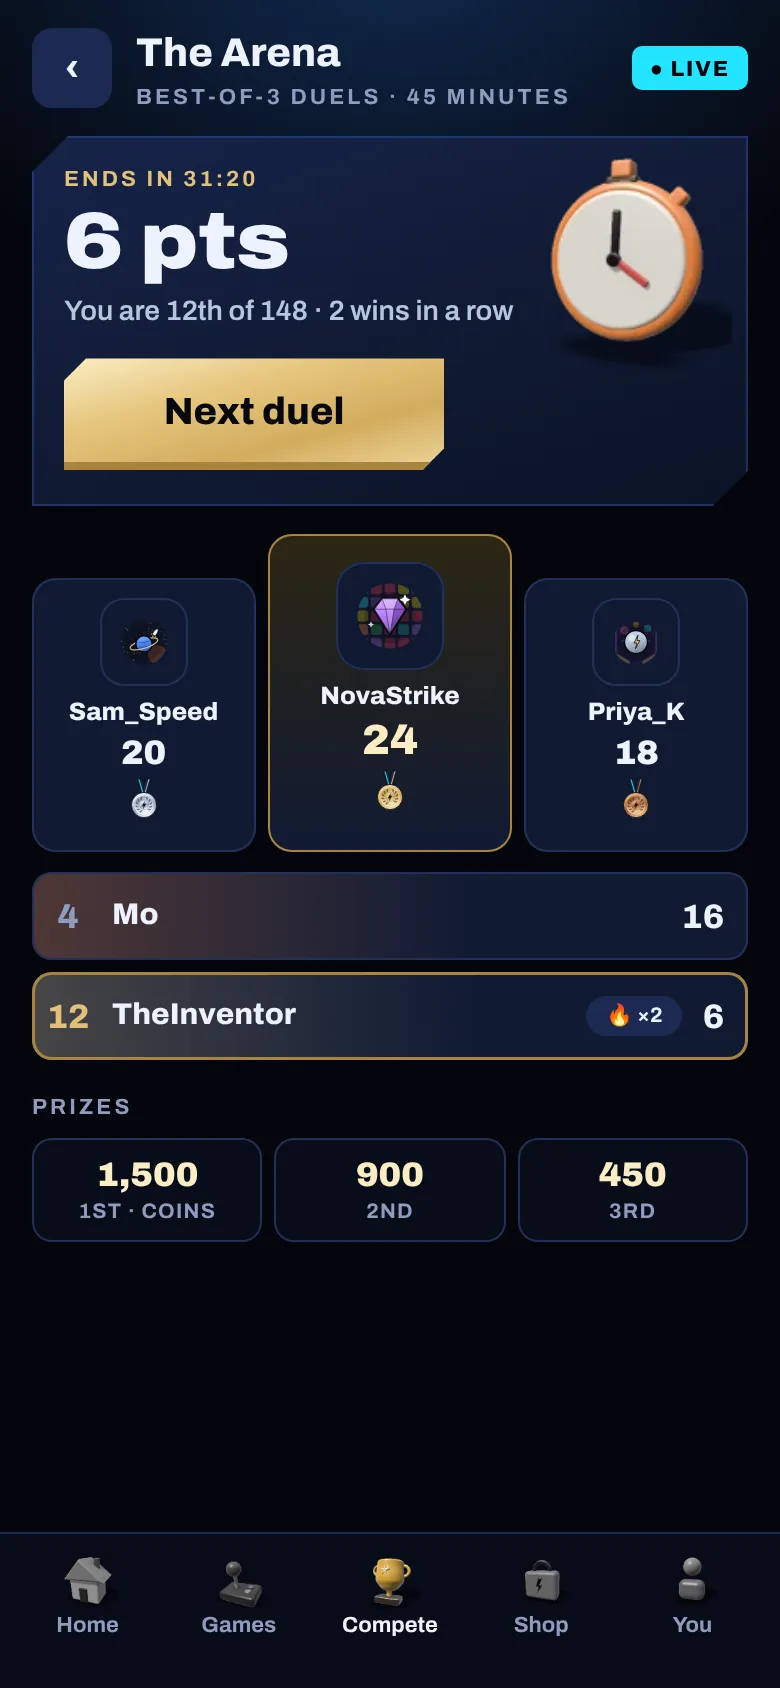 ‹
The Arena
BEST-OF-3 DUELS · 45 MINUTES
● LIVE
ENDS IN 31:20
6 pts
You are 12th of 148 · 2 wins in a row
Next duel
Sam_Speed
20
NovaStrike
24
Priya_K
18
4 Mo 16
12 TheInventor 🔥 ×2 6
PRIZES
1,500
1ST · COINS
900
2ND
450
3RD
Home Games Compete Shop You